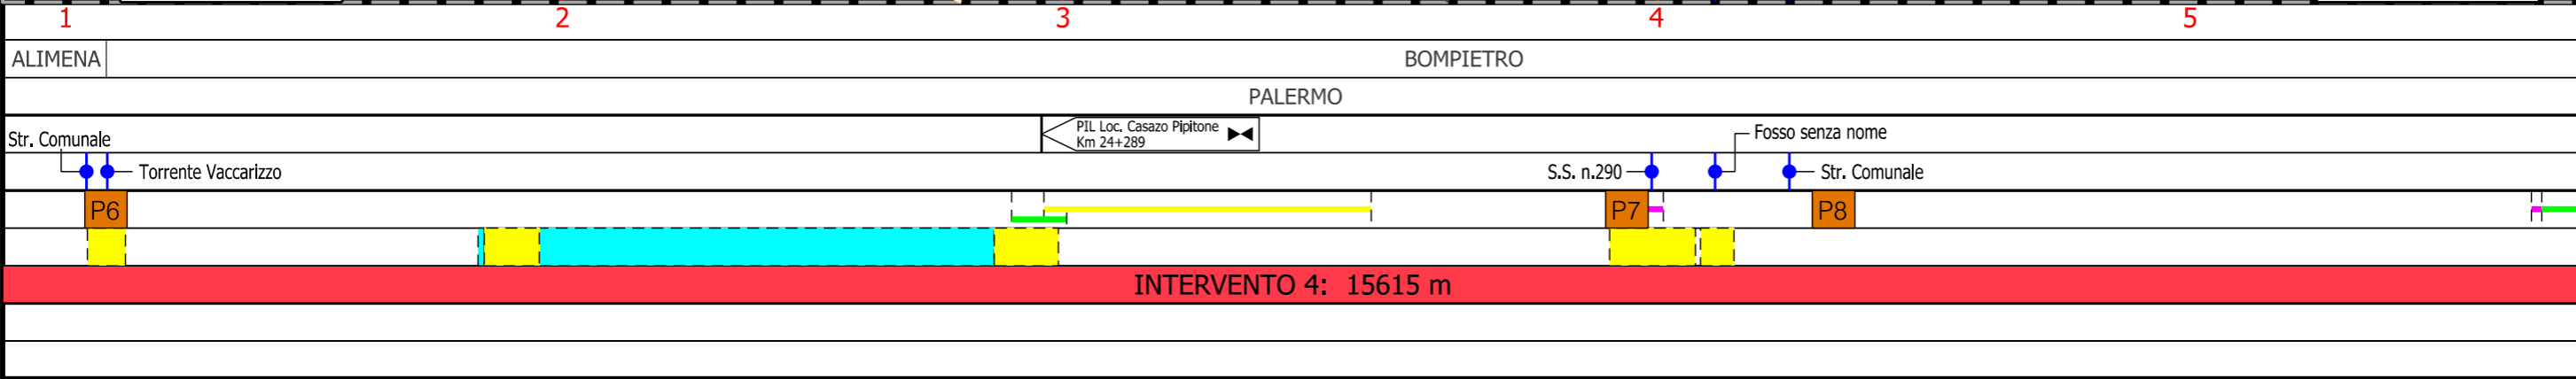 1 2 3 4 5
ALIMENA BOMPIETRO
PALERMO
Str. Comunale
PIL Loc. Casazo Pipitone
Km 24+289
Fosso senza nome
Torrente Vaccarizzo
S.S. n.290
Str. Comunale
P6 P7 P8
INTERVENTO 4: 15615 m